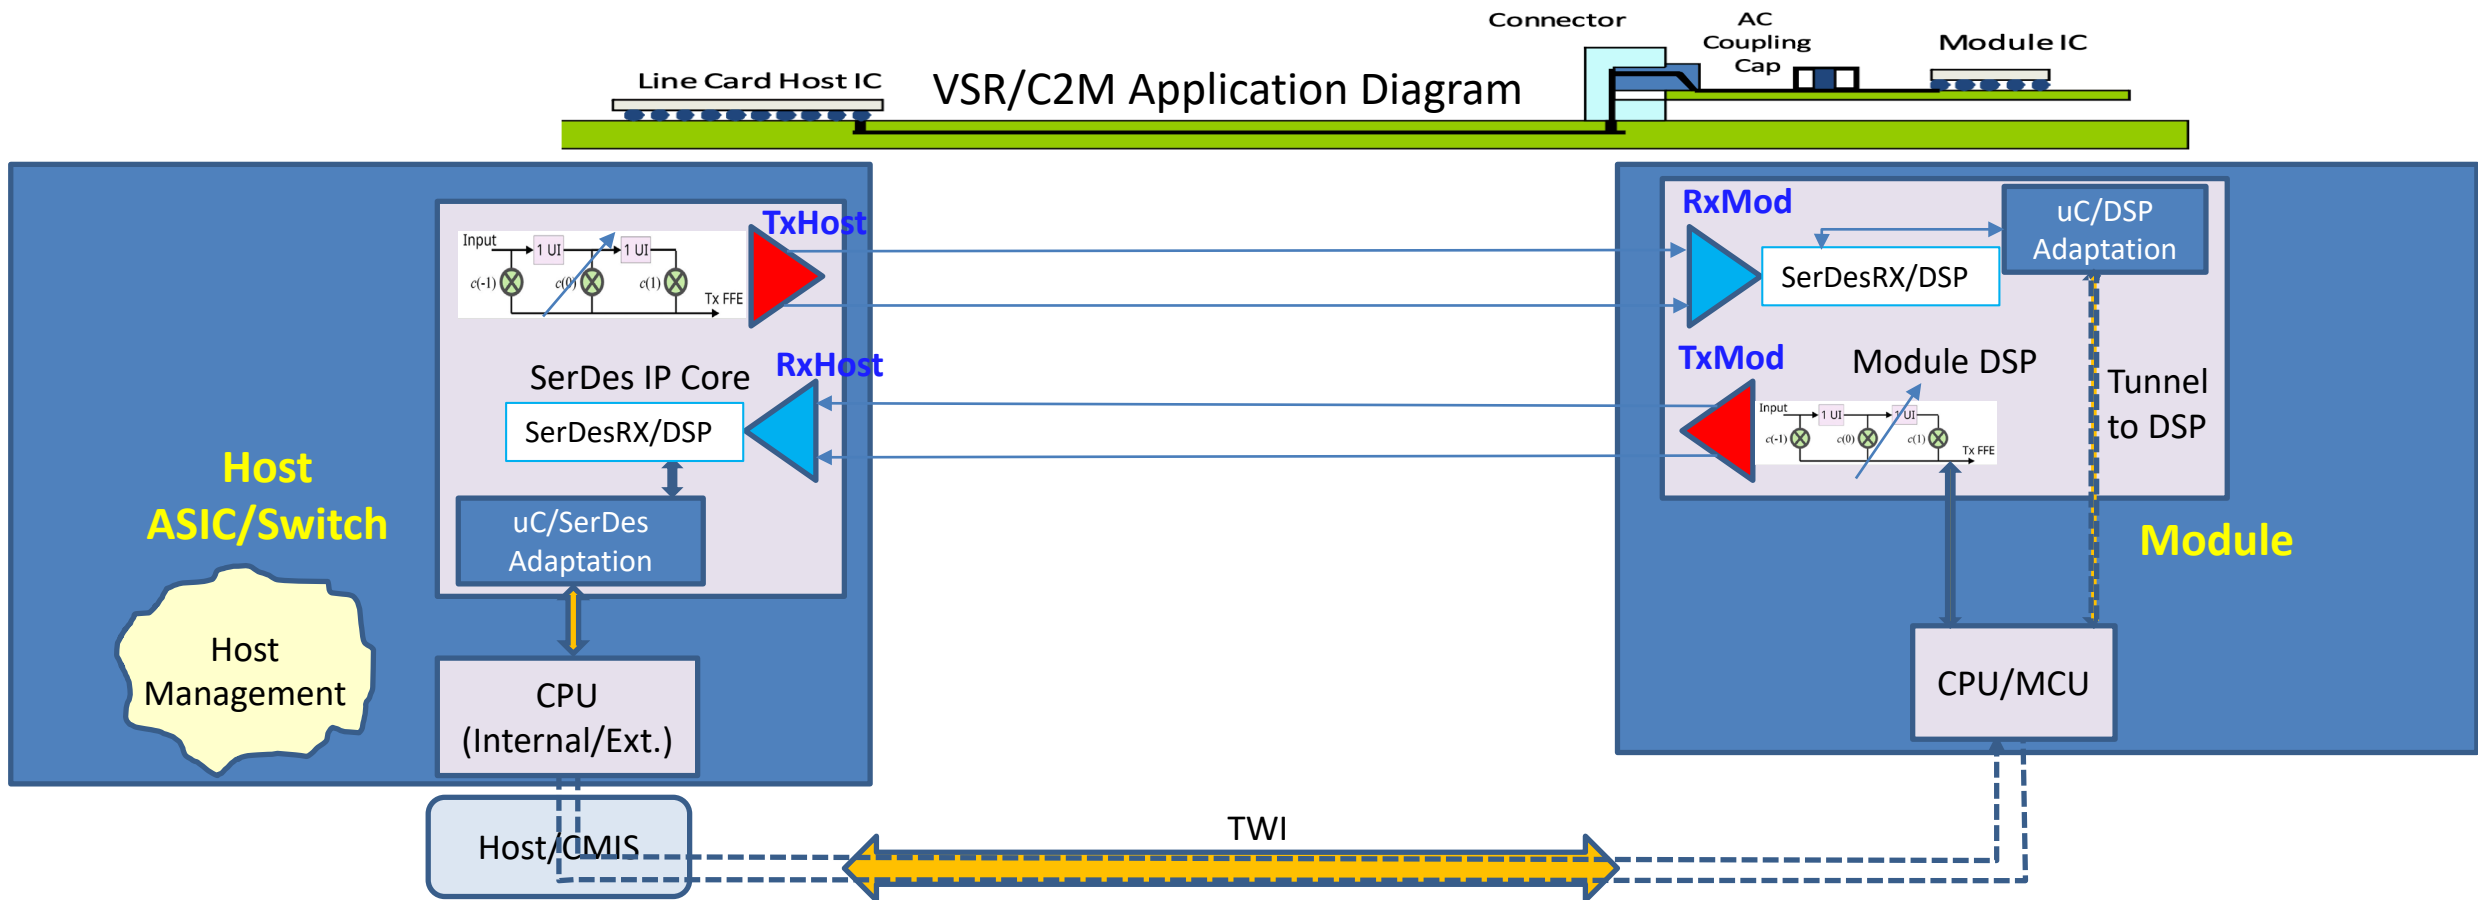 Connector
AC
Coupling
Cap
Module IC
Line Card Host IC
VSR/C2M Application Diagram
TxHost
Input
1 UI
1 UI
c(-1)
c(0)
c(1)
Tx FFE
RxHost
SerDes IP Core
SerDesRX/DSP
uC/SerDes
Adaptation
Host
ASIC/Switch
Host
Management
CPU
(Internal/Ext.)
Host/CMIS
TWI
RxMod
uC/DSP
Adaptation
SerDesRX/DSP
TxMod
Module DSP
Input
1 UI
1 UI
c(-1)
c(0)
c(1)
Tx FFE
Tunnel
to DSP
Module
CPU/MCU